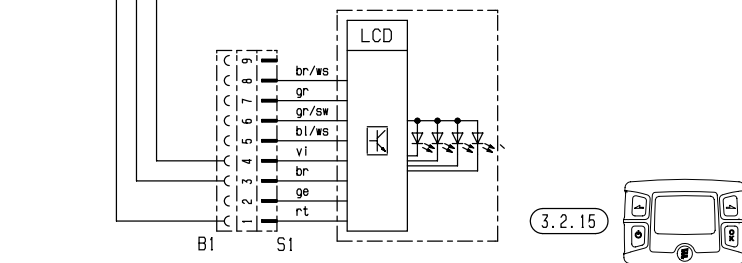 LCD
9
8 br/ws
7 gr
6 gr/sw
5 bl/ws
4 vi
3 br
2 ge
1 rt
B1 S1
3.2.15
OK